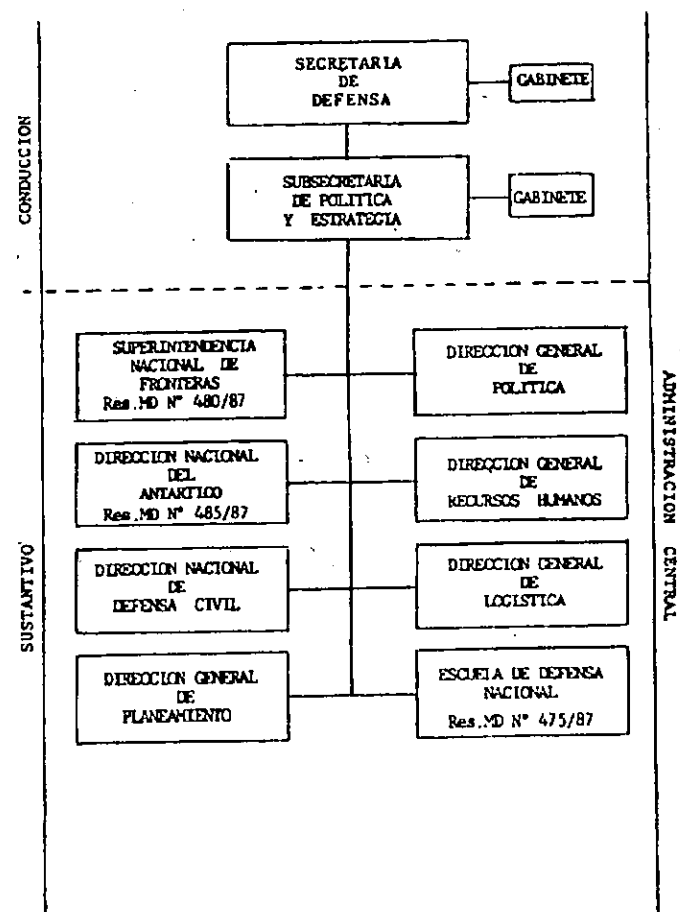 CONDUCCION
SECRETARIA
DE
DEFENSA
GABINETE
SUBSECRETARIA
DE POLITICA
Y ESTRATEGIA
GABINETE
SUSTANTIVO
ADMINISTRACION CENTRAL
SUPERINTENDENCIA
NACIONAL DE
FRONTERAS
Res.MD N° 480/87
DIRECCION GENERAL
DE
POLITICA
DIRECCION NACIONAL
DEL
ANTARTICO
Res.MD N° 485/87
DIRECCION GENERAL
DE
RECURSOS HUMANOS
DIRECCION NACIONAL
DE
DEFENSA CIVIL
DIRECCION GENERAL
DE
LOGISTICA
DIRECCION GENERAL
DE
PLANEAMIENTO
ESCUELA DE DEFENSA
NACIONAL
Res.MD N° 475/87